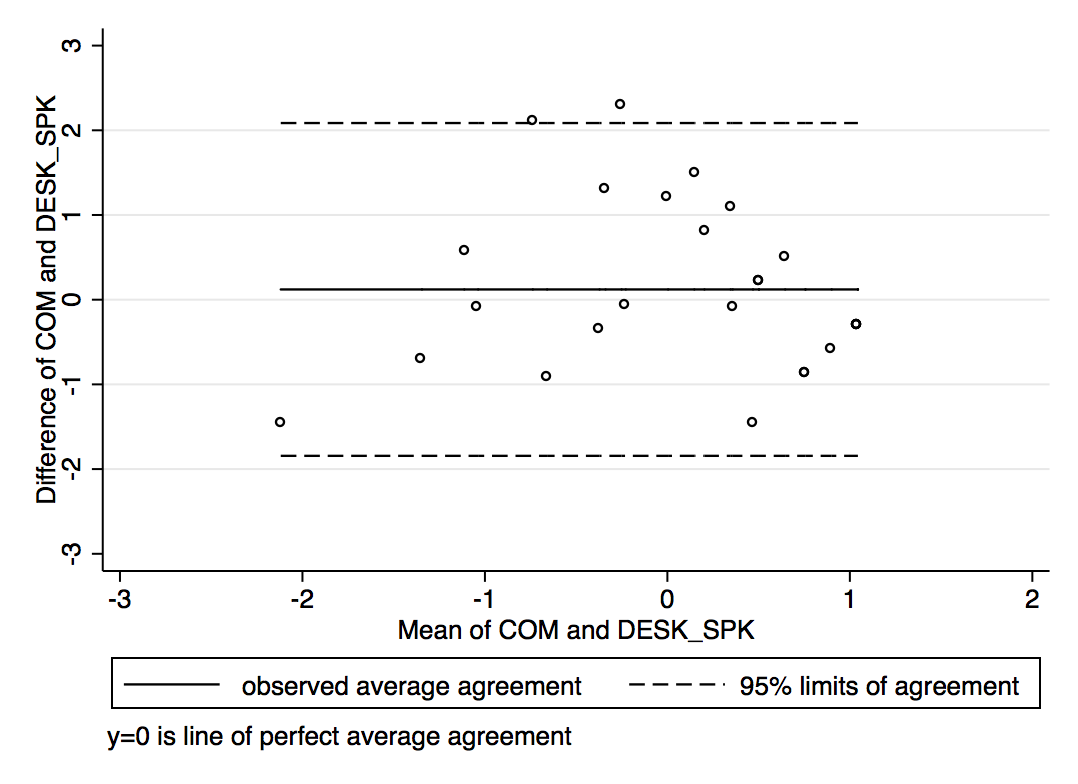 Difference of COM and DESK_SPK
3
2
1
0
-1
-2
-3
-3 -2 -1 0 1 2
Mean of COM and DESK_SPK
observed average agreement 95% limits of agreement
y=0 is line of perfect average agreement